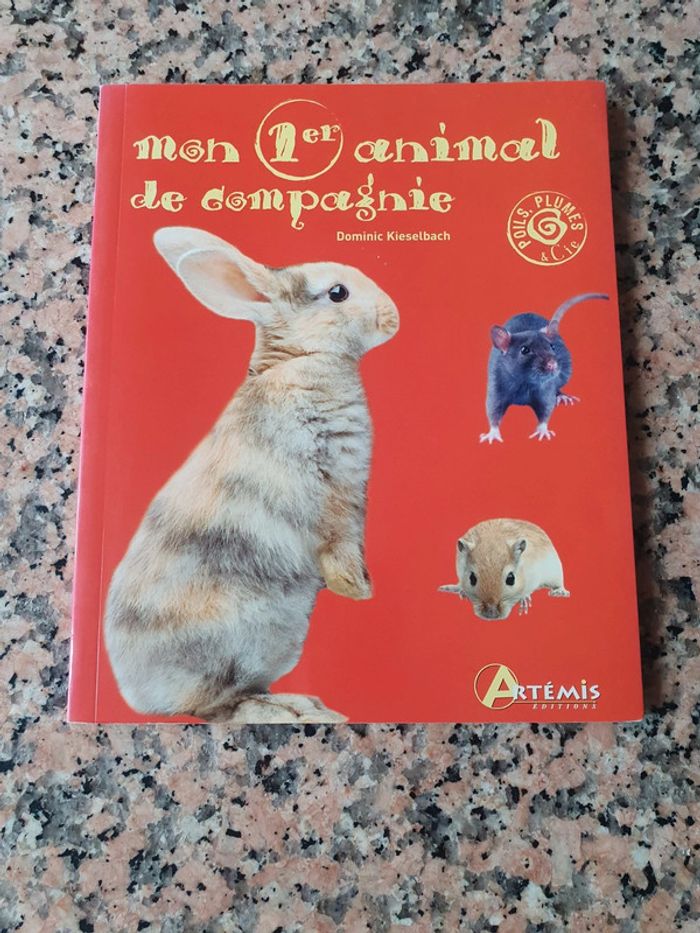 mon 1er animal
de compagnie
Dominic Kieselbach
POILS, PLUMES
& Cie
ARTÉMIS
ÉDITIONS